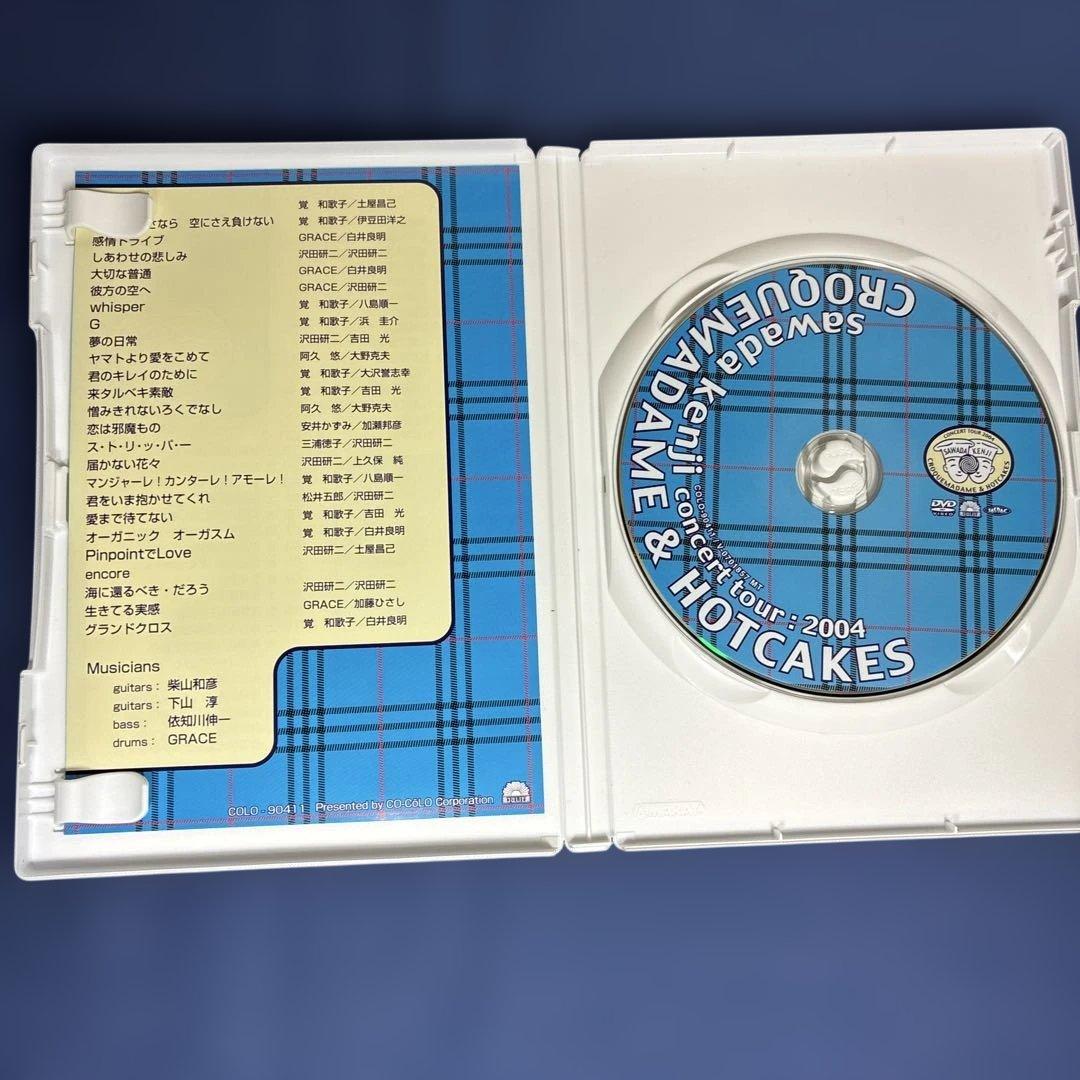 覚 和歌子／土屋昌己
さなら 空にさえ負けない 覚 和歌子／伊豆田洋之
感情ドライブ GRACE／白井良明
しあわせの悲しみ 沢田研二／沢田研二
大切な普通 GRACE／白井良明
彼方の空へ GRACE／沢田研二
whisper 覚 和歌子／八島順一
G 覚 和歌子／浜 圭介
夢の日常 沢田研二／吉田 光
ヤマトより愛をこめて 阿久 悠／大野克夫
君のキレイのために 覚 和歌子／大沢誉志幸
来タルベキ素敵 覚 和歌子／吉田 光
憎みきれないろくでなし 阿久 悠／大野克夫
恋は邪魔もの 安井かずみ／加瀬邦彦
ス・ト・リ・ッ・パ・ー 三浦徳子／沢田研二
届かない花々 沢田研二／上久保 純
マンジャーレ！カンターレ！アモーレ！ 覚 和歌子／八島順一
君をいま抱かせてくれ 松井五郎／沢田研二
愛まで待てない 覚 和歌子／吉田 光
オーガニック オーガスム 覚 和歌子／白井良明
PinpointでLove 沢田研二／土屋昌己
encore
海に還るべき・だろう 沢田研二／沢田研二
生きてる実感 GRACE／加藤ひさし
グランドクロス 覚 和歌子／白井良明
Musicians
guitars： 柴山和彦
guitars： 下山 淳
bass： 依知川伸一
drums： GRACE
COLO-90411 Presented by CO-CóLO Corporation
sawada kenji concert tour : 2004
CROQUEMADAME & HOTCAKES
CONCERT TOUR 2004
SAWADA KENJI
CROQUEMADAME & HOTCAKES
DVD
VIDEO